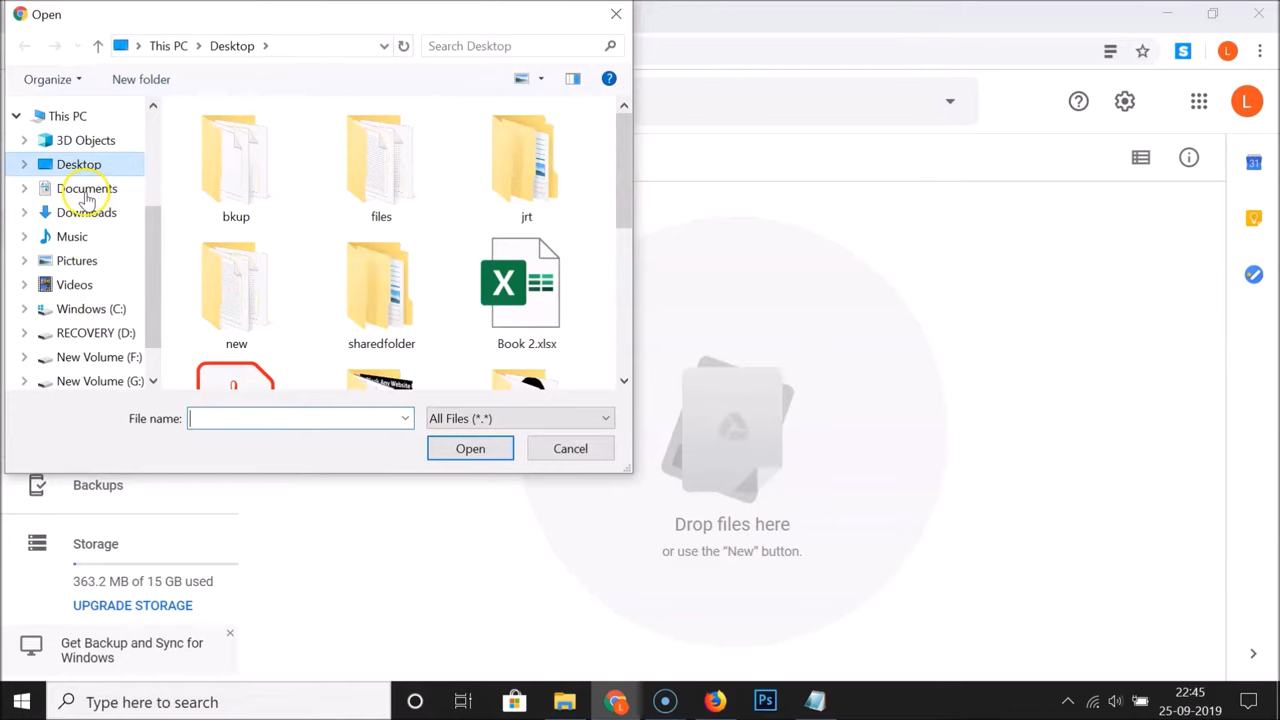 Open
This PC
Desktop
Search Desktop
Organize
New folder
This PC
3D Objects
Desktop
Documents
Downloads
Music
Pictures
Videos
Windows (C:)
RECOVERY (D:)
New Volume (F:)
New Volume (G:)
bkup
files
jrt
new
sharedfolder
Book 2.xlsx
File name:
All Files (*.*)
Open
Cancel
L
L
31
Backups
Storage
363.2 MB of 15 GB used
UPGRADE STORAGE
Get Backup and Sync for
Windows
Drop files here
or use the "New" button.
Type here to search
Ps
22:45
25-09-2019